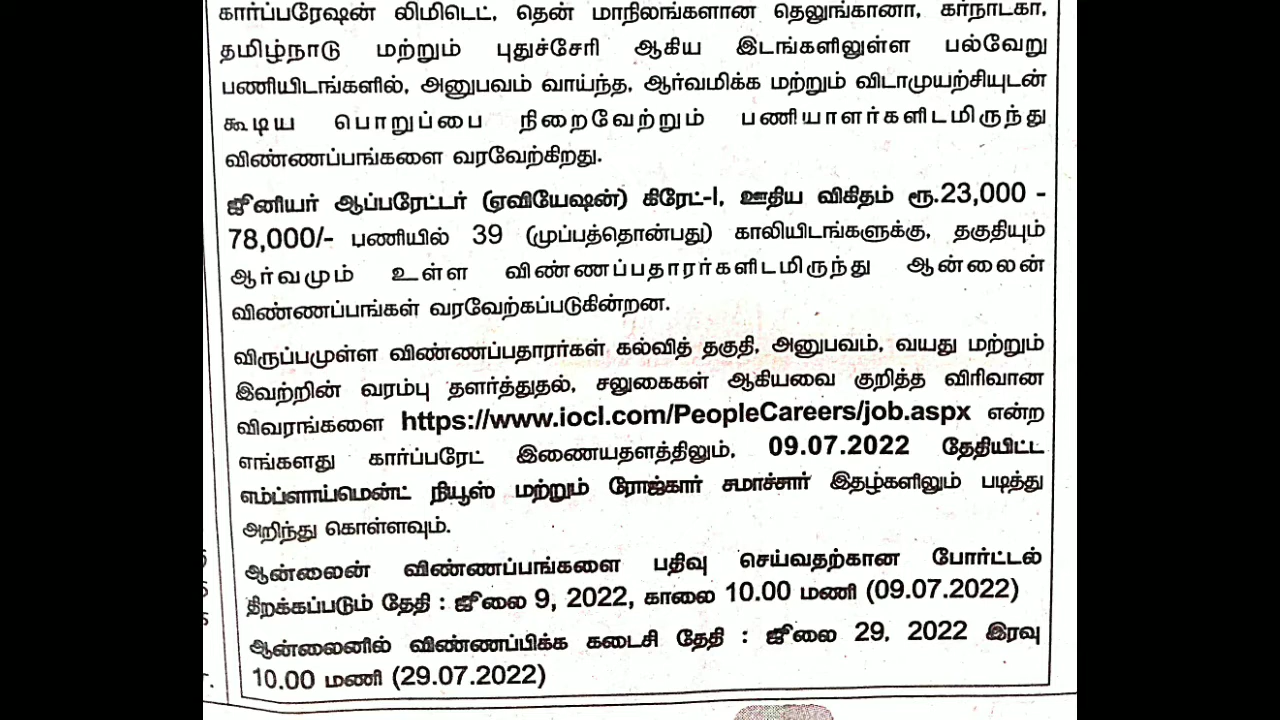 கார்ப்பரேஷன் லிமிடெட், தென் மாநிலங்களான தெலுங்கானா, கர்நாடகா,
தமிழ்நாடு மற்றும் புதுச்சேரி ஆகிய இடங்களிலுள்ள பல்வேறு
பணியிடங்களில், அனுபவம் வாய்ந்த, ஆர்வமிக்க மற்றும் விடாமுயற்சியுடன்
கூடிய பொறுப்பை நிறைவேற்றும் பணியாளர்களிடமிருந்து
விண்ணப்பங்களை வரவேற்கிறது.
ஜூனியர் ஆப்பரேட்டர் (ஏவியேஷன்) கிரேட்-I, ஊதிய விகிதம் ரூ.23,000 -
78,000/- பணியில் 39 (முப்பத்தொன்பது) காலியிடங்களுக்கு, தகுதியும்
ஆர்வமும் உள்ள விண்ணப்பதாரர்களிடமிருந்து ஆன்லைன்
விண்ணப்பங்கள் வரவேற்கப்படுகின்றன.
விருப்பமுள்ள விண்ணப்பதாரர்கள் கல்வித் தகுதி, அனுபவம், வயது மற்றும்
இவற்றின் வரம்பு தளர்த்துதல், சலுகைகள் ஆகியவை குறித்த விரிவான
விவரங்களை https://www.iocl.com/PeopleCareers/job.aspx என்ற
எங்களது கார்ப்பரேட் இணையதளத்திலும், 09.07.2022 தேதியிட்ட
எம்ப்ளாய்மென்ட் நியூஸ் மற்றும் ரோஜ்கார் சமாச்சார் இதழ்களிலும் படித்து
அறிந்து கொள்ளவும்.
ஆன்லைன் விண்ணப்பங்களை பதிவு செய்வதற்கான போர்ட்டல்
திறக்கப்படும் தேதி : ஜூலை 9, 2022, காலை 10.00 மணி (09.07.2022)
ஆன்லைனில் விண்ணப்பிக்க கடைசி தேதி : ஜூலை 29, 2022 இரவு
10.00 மணி (29.07.2022)